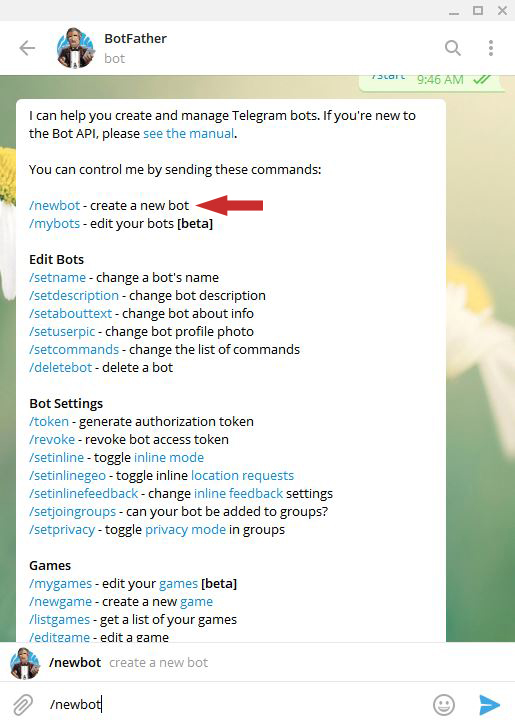 BotFather
bot
/start 9:46 AM
I can help you create and manage Telegram bots. If you're new to
the Bot API, please see the manual.
You can control me by sending these commands:
/newbot - create a new bot
/mybots - edit your bots [beta]
Edit Bots
/setname - change a bot's name
/setdescription - change bot description
/setabouttext - change bot about info
/setuserpic - change bot profile photo
/setcommands - change the list of commands
/deletebot - delete a bot
Bot Settings
/token - generate authorization token
/revoke - revoke bot access token
/setinline - toggle inline mode
/setinlinegeo - toggle inline location requests
/setinlinefeedback - change inline feedback settings
/setjoingroups - can your bot be added to groups?
/setprivacy - toggle privacy mode in groups
Games
/mygames - edit your games [beta]
/newgame - create a new game
/listgames - get a list of your games
/editgame - edit a game
/newbot create a new bot
/newbot